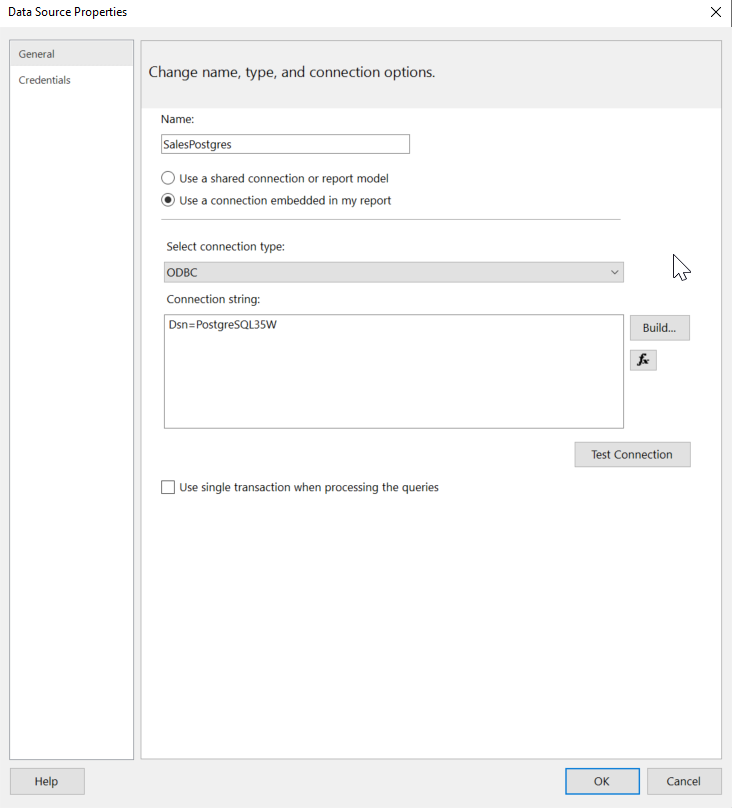 Data Source Properties
General
Credentials
Change name, type, and connection options.
Name:
SalesPostgres
Use a shared connection or report model
Use a connection embedded in my report
Select connection type:
ODBC
Connection string:
Dsn=PostgreSQL35W
Build...
fx
Test Connection
Use single transaction when processing the queries
Help
OK
Cancel